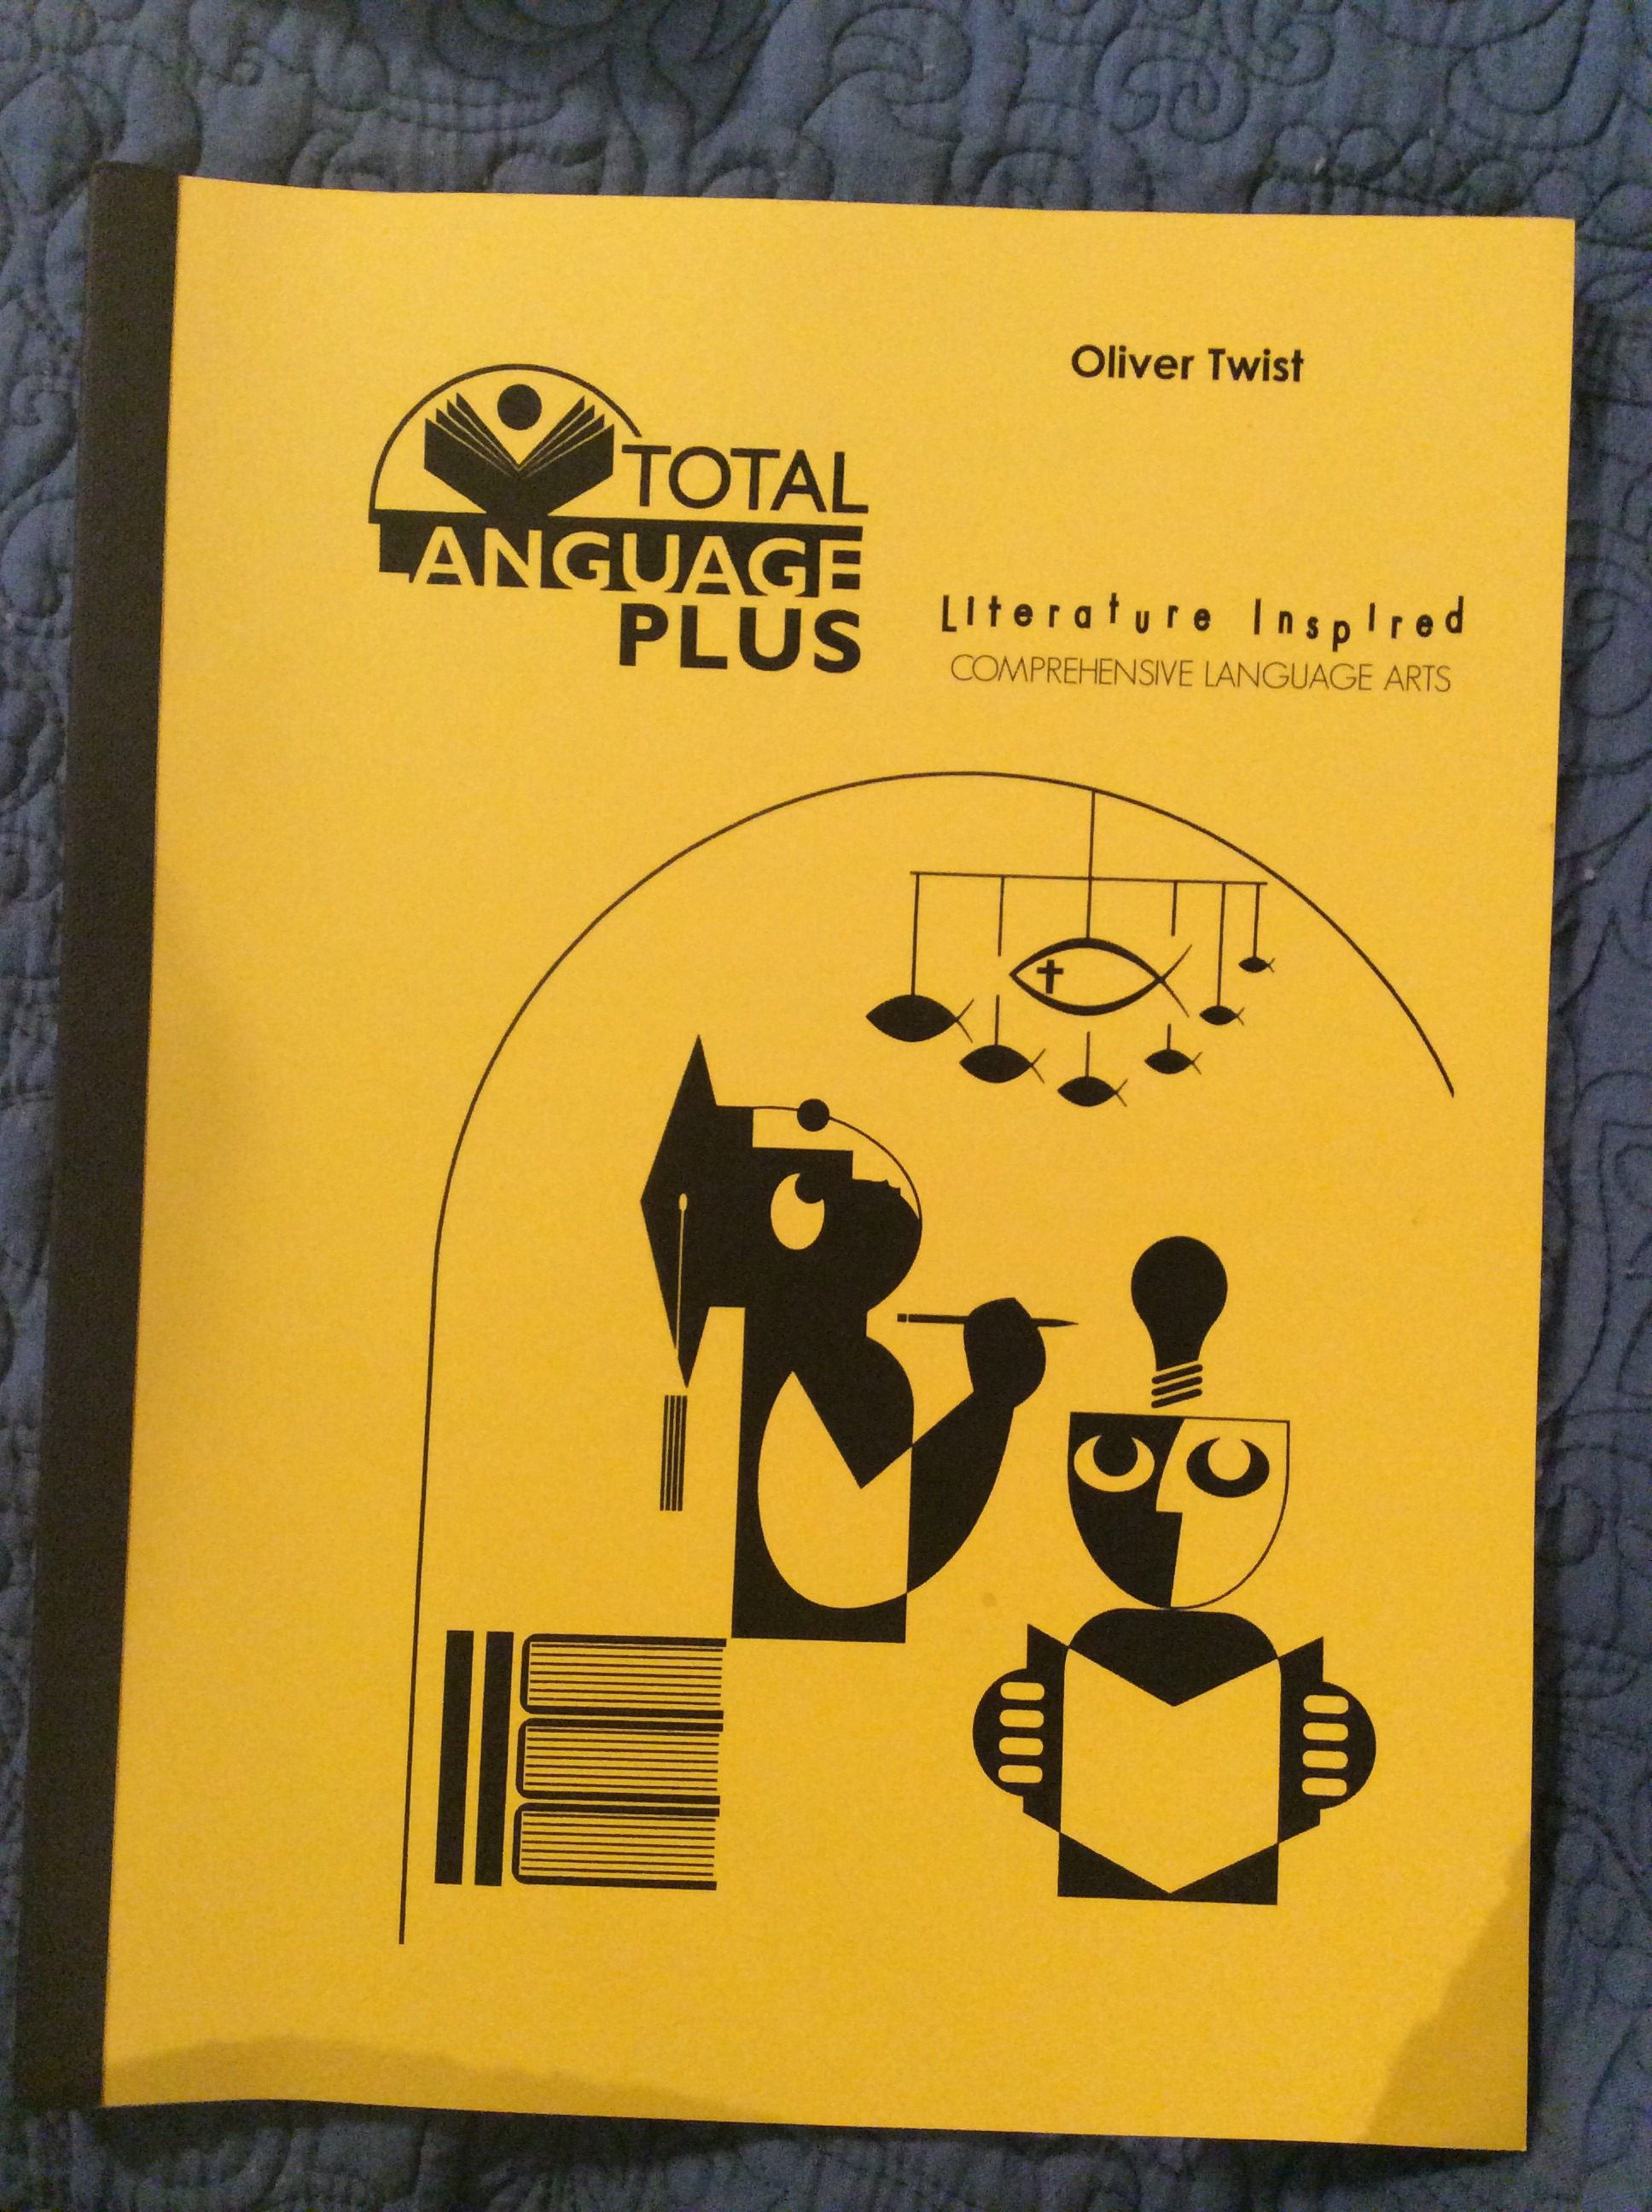 Oliver Twist
TOTAL
LANGUAGE
PLUS
Literature Inspired
COMPREHENSIVE LANGUAGE ARTS